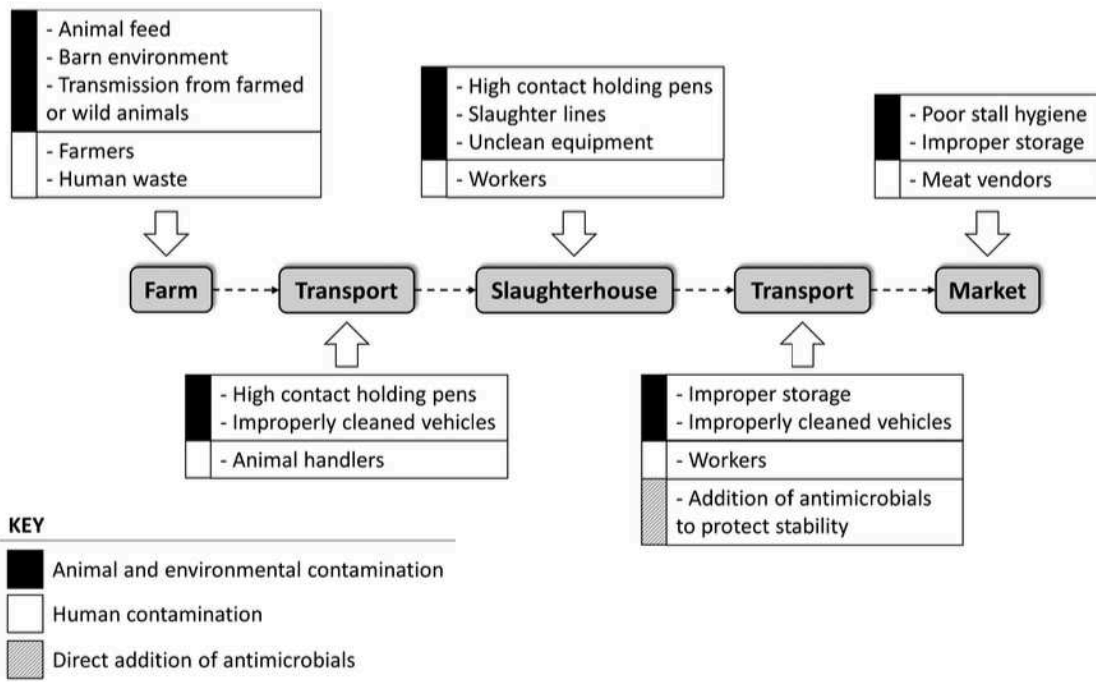 - Animal feed
- Barn environment
- Transmission from farmed
or wild animals
- Farmers
- Human waste
- High contact holding pens
- Slaughter lines
- Unclean equipment
- Workers
- Poor stall hygiene
- Improper storage
- Meat vendors
Farm
Transport
Slaughterhouse
Transport
Market
- High contact holding pens
- Improperly cleaned vehicles
- Animal handlers
- Improper storage
- Improperly cleaned vehicles
- Workers
- Addition of antimicrobials
to protect stability
KEY
Animal and environmental contamination
Human contamination
Direct addition of antimicrobials